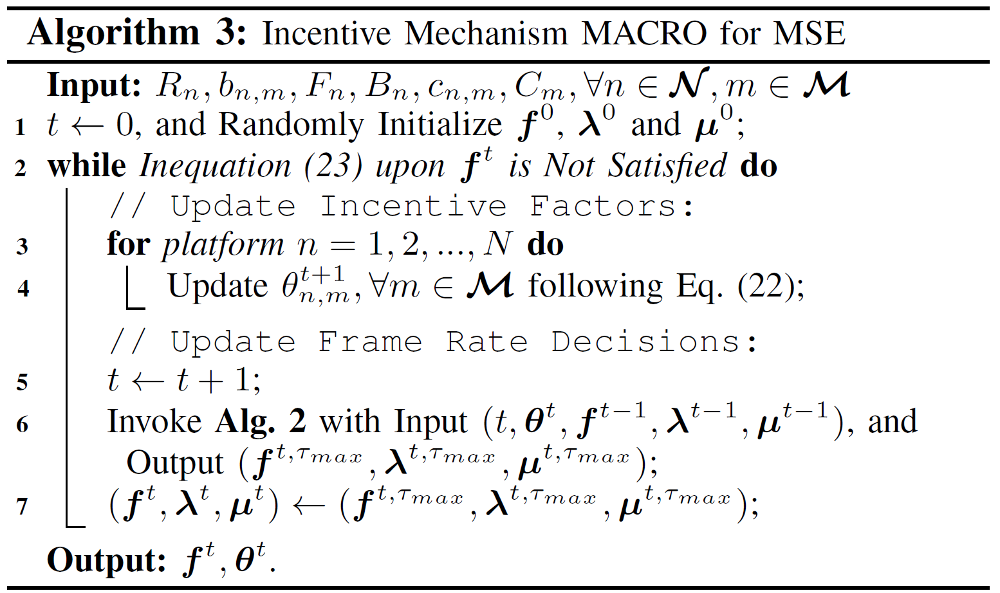 Algorithm 3: Incentive Mechanism MACRO for MSE
Input: $R_n, b_{n,m}, F_n, B_n, c_{n,m}, C_m, \forall n \in \mathcal{N}, m \in \mathcal{M}$
1 $t \leftarrow 0$, and Randomly Initialize $\boldsymbol{f}^0$, $\boldsymbol{\lambda}^0$ and $\boldsymbol{\mu}^0$;
2 while Inequation (23) upon $\boldsymbol{f}^t$ is Not Satisfied do
// Update Incentive Factors:
3 for platform $n = 1, 2, ..., N$ do
4 Update $\theta_{n,m}^{t+1}, \forall m \in \mathcal{M}$ following Eq. (22);
// Update Frame Rate Decisions:
5 $t \leftarrow t + 1$;
6 Invoke Alg. 2 with Input $(t, \boldsymbol{\theta}^t, \boldsymbol{f}^{t-1}, \boldsymbol{\lambda}^{t-1}, \boldsymbol{\mu}^{t-1})$, and
Output $(\boldsymbol{f}^{t,\tau_{max}}, \boldsymbol{\lambda}^{t,\tau_{max}}, \boldsymbol{\mu}^{t,\tau_{max}})$;
7 $(\boldsymbol{f}^t, \boldsymbol{\lambda}^t, \boldsymbol{\mu}^t) \leftarrow (\boldsymbol{f}^{t,\tau_{max}}, \boldsymbol{\lambda}^{t,\tau_{max}}, \boldsymbol{\mu}^{t,\tau_{max}})$;
Output: $\boldsymbol{f}^t, \boldsymbol{\theta}^t$.